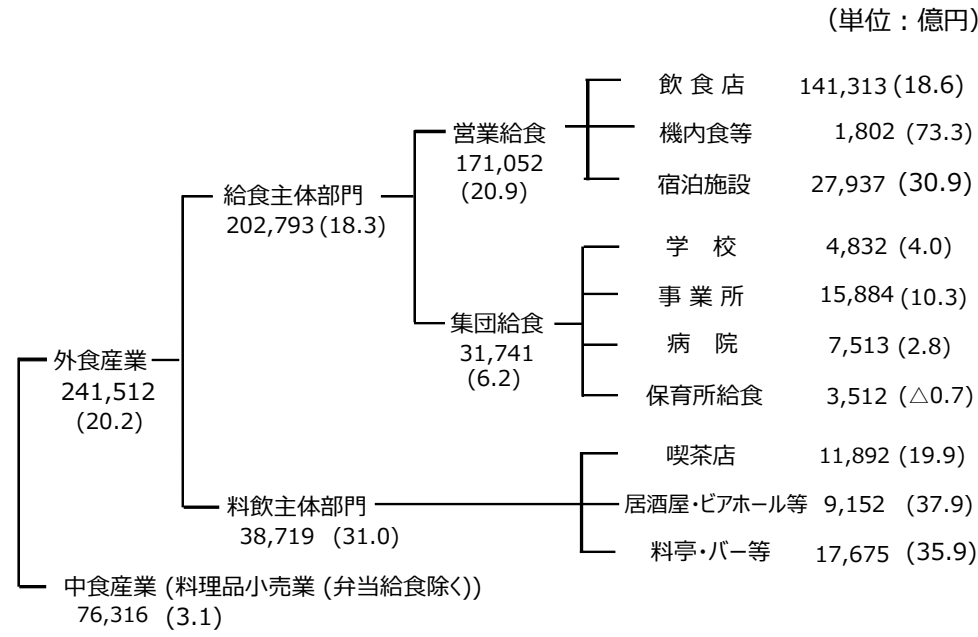 （単位：億円）
飲 食 店 141,313 (18.6)
営業給食
171,052
(20.9)
機内食等 1,802 (73.3)
宿泊施設 27,937 (30.9)
給食主体部門
202,793 (18.3)
学 校 4,832 (4.0)
事 業 所 15,884 (10.3)
集団給食
31,741
(6.2)
病 院 7,513 (2.8)
保育所給食 3,512 (△0.7)
外食産業
241,512
(20.2)
喫茶店 11,892 (19.9)
料飲主体部門
38,719 (31.0)
居酒屋・ビアホール等 9,152 (37.9)
料亭・バー等 17,675 (35.9)
中食産業 (料理品小売業 (弁当給食除く))
76,316 (3.1)